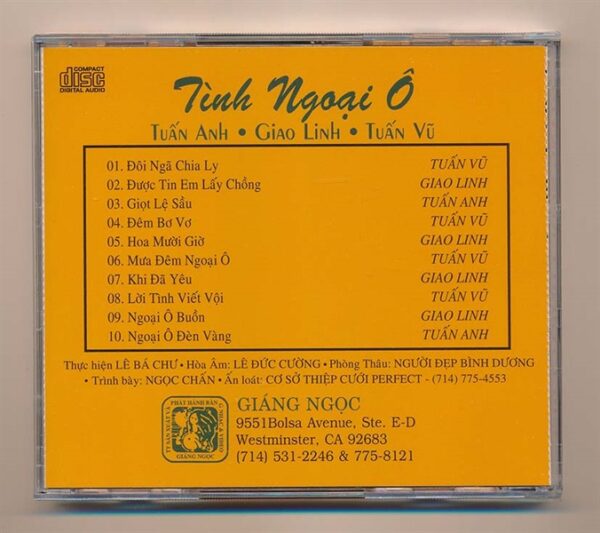 COMPACT
disc
DIGITAL AUDIO
Tình Ngoại Ô
TUẤN ANH • GIAO LINH • TUẤN VŨ
01. Đôi Ngã Chia Ly TUẤN VŨ
02. Được Tin Em Lấy Chồng GIAO LINH
03. Giọt Lệ Sầu TUẤN ANH
04. Đêm Bơ Vơ TUẤN VŨ
05. Hoa Mười Giờ GIAO LINH
06. Mưa Đêm Ngoại Ô TUẤN VŨ
07. Khi Đã Yêu GIAO LINH
08. Lời Tình Viết Vội TUẤN VŨ
09. Ngoại Ô Buồn GIAO LINH
10. Ngoại Ô Đèn Vàng TUẤN ANH
Thực hiện LÊ BÁ CHƯ • Hòa Âm: LÊ ĐỨC CƯỜNG • Phòng Thâu: NGƯỜI ĐẸP BÌNH DƯƠNG
• Trình bày: NGỌC CHẤN • Ấn loát: CƠ SỞ THIỆP CƯỚI PERFECT - (714) 775-4553
PHÁT HÀNH BĂN
GIÁNG NGỌC
GIÁNG NGỌC
9551Bolsa Avenue, Ste. E-D
Westminster, CA 92683
(714) 531-2246 & 775-8121